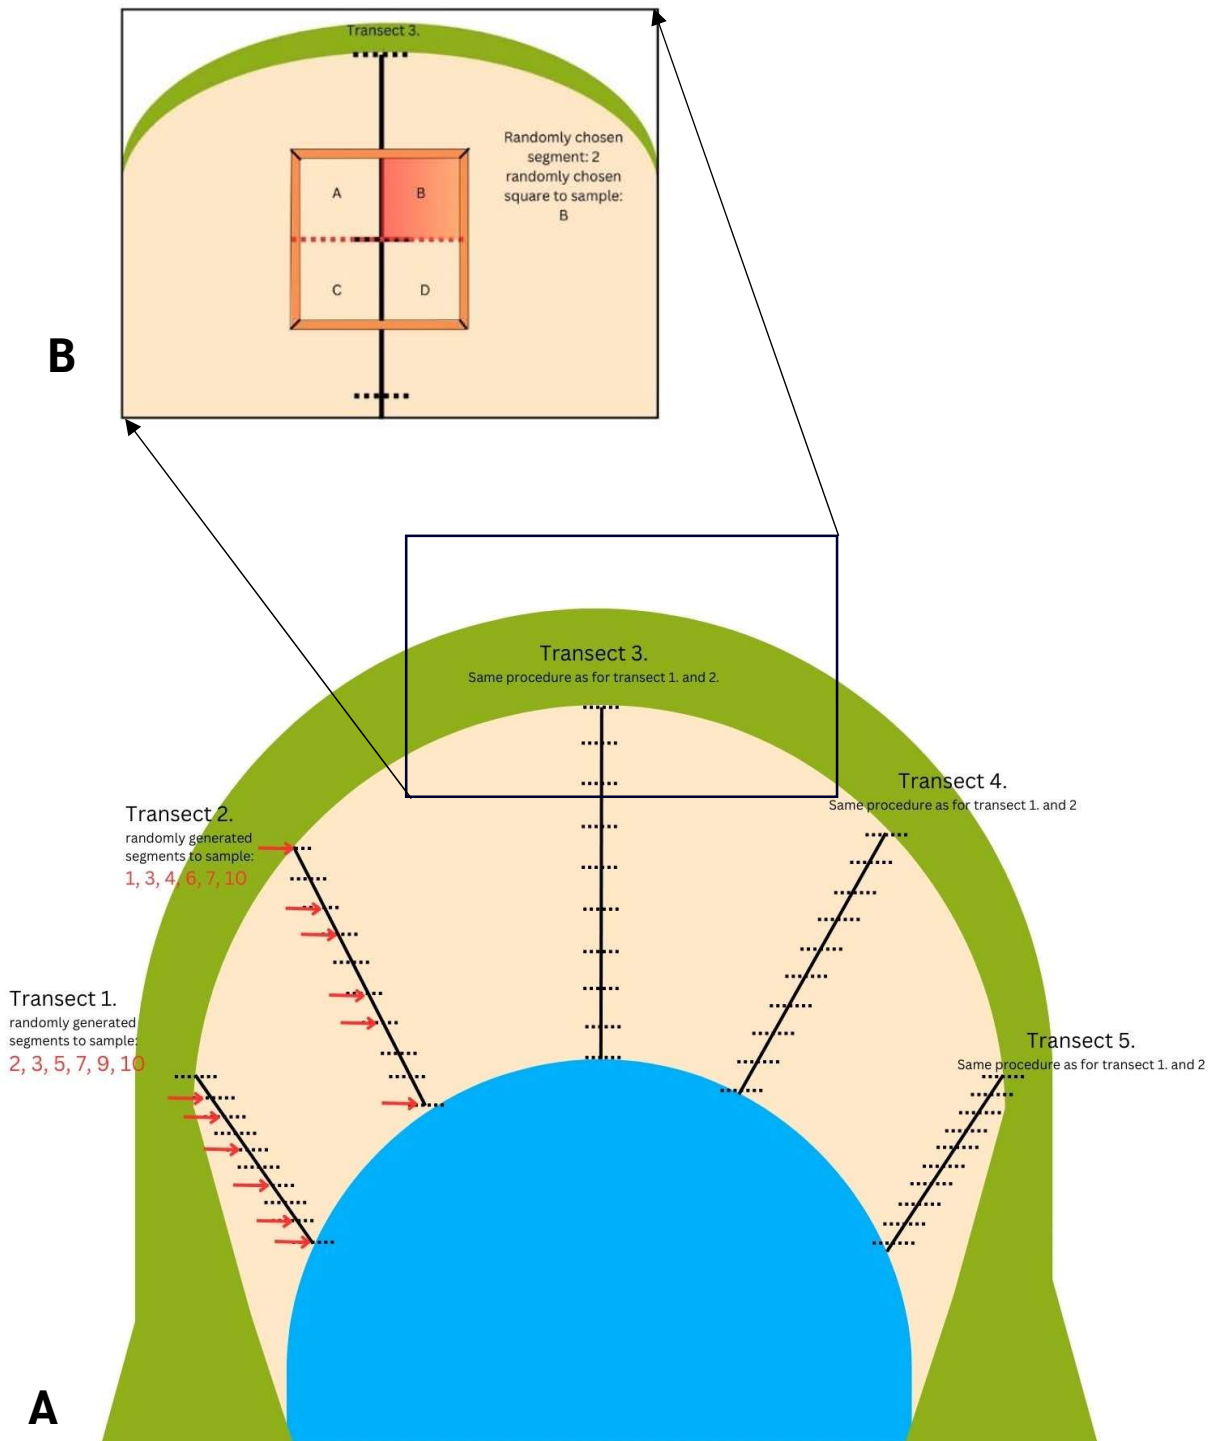 Transect 3.
Randomly chosen
segment: 2
randomly chosen
square to sample:
B
A
B
C
D
B
Transect 3.
Same procedure as for transect 1. and 2.
Transect 4.
Same procedure as for transect 1. and 2
Transect 2.
randomly generated
segments to sample:
1, 3, 4, 6, 7, 10
Transect 1.
randomly generated
segments to sample:
2, 3, 5, 7, 9, 10
Transect 5.
Same procedure as for transect 1. and 2
A